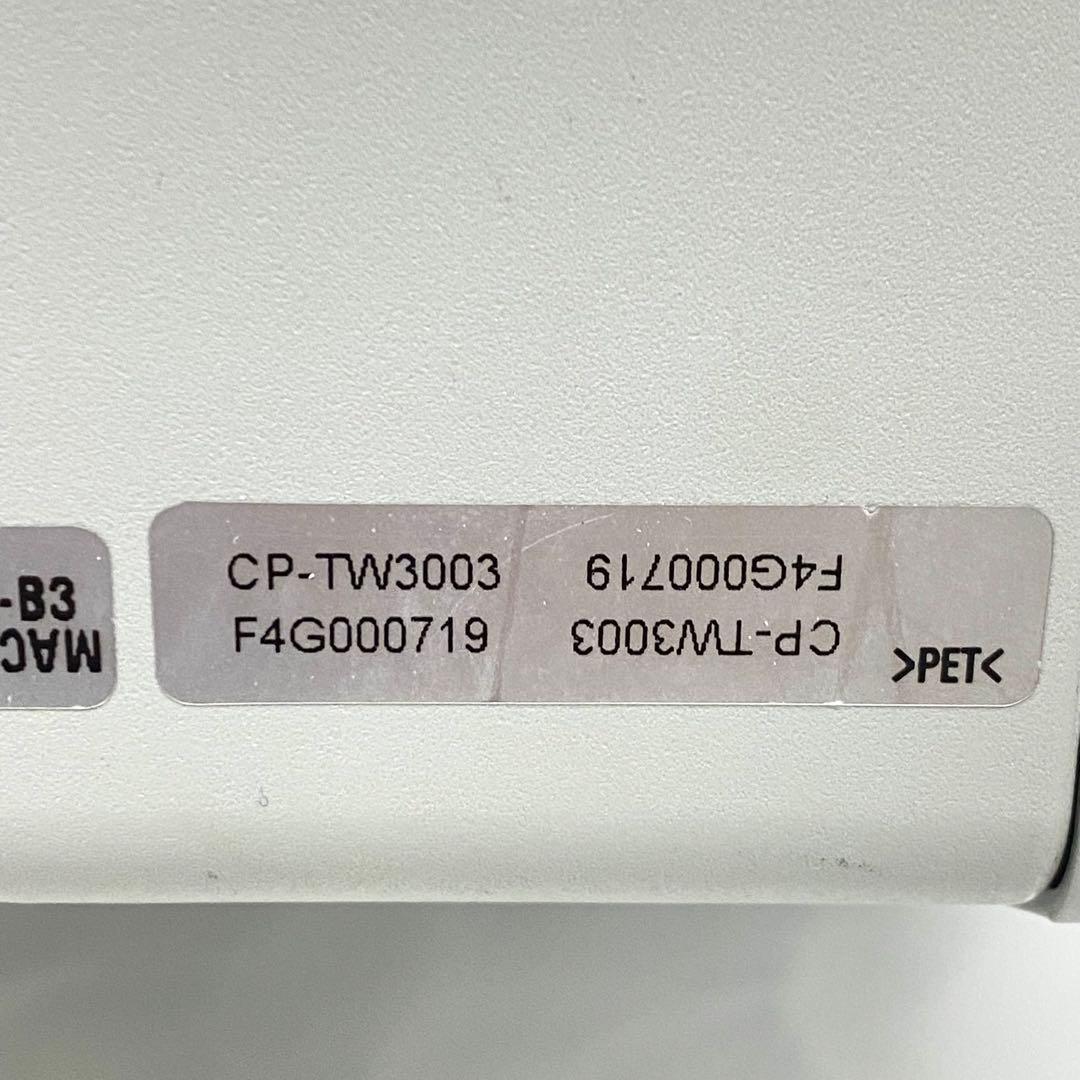 -B3
MAC
CP-TW3003
F4G000719
CP-TW3003
F4G000719
>PET<